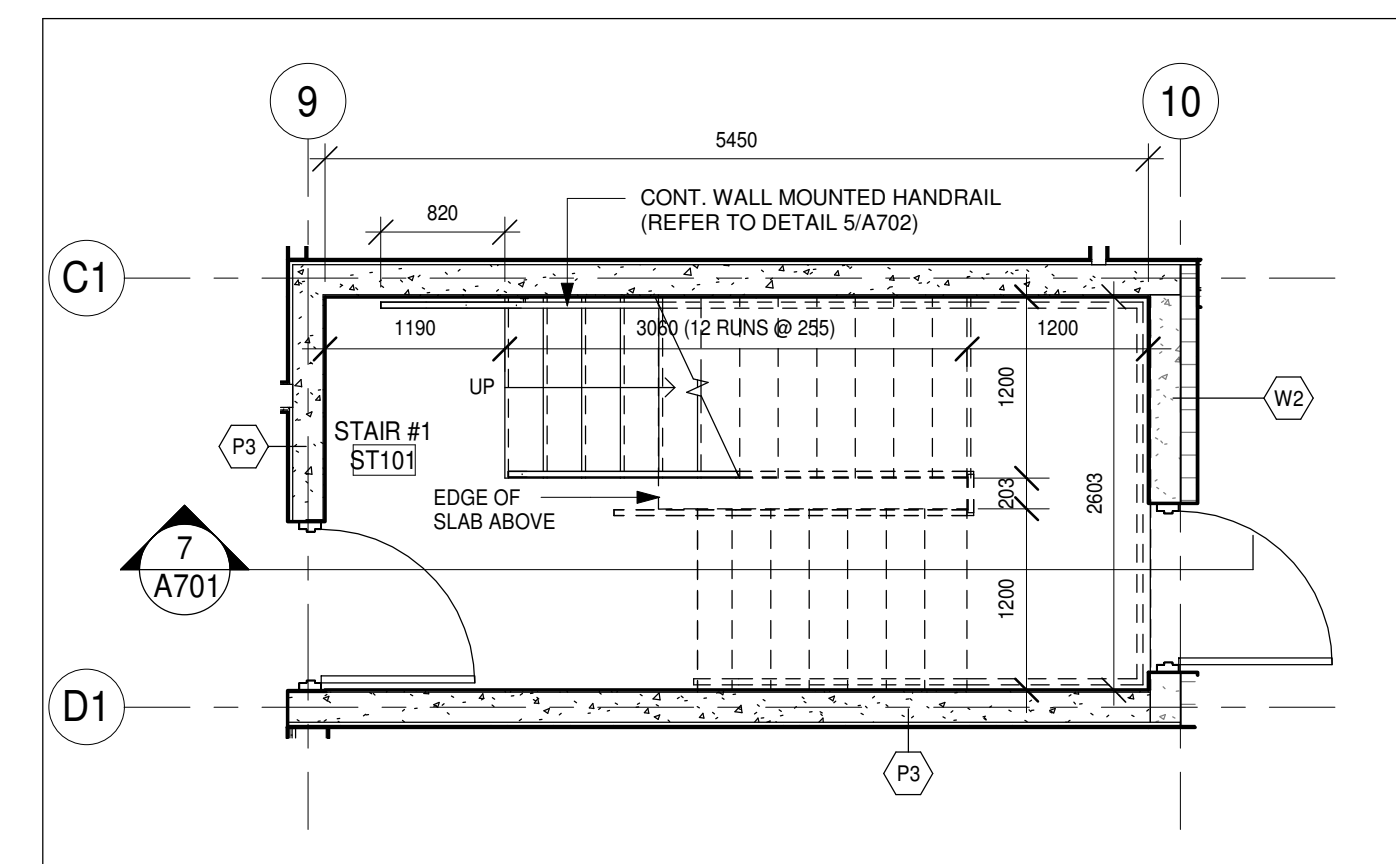 9
10
5450
CONT. WALL MOUNTED HANDRAIL
(REFER TO DETAIL 5/A702)
820
C1
1190
3060 (12 RUNS @ 255)
1200
UP
1200
W2
P3
STAIR #1
ST101
EDGE OF
SLAB ABOVE
203
2603
7
A701
1200
D1
P3